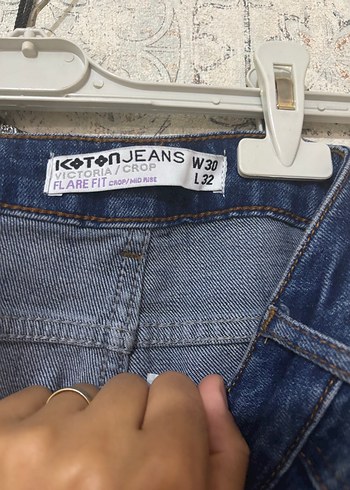 KOTON JEANS
VICTORIA / CROP
FLARE FIT CROP/MID RISE
W30
L32